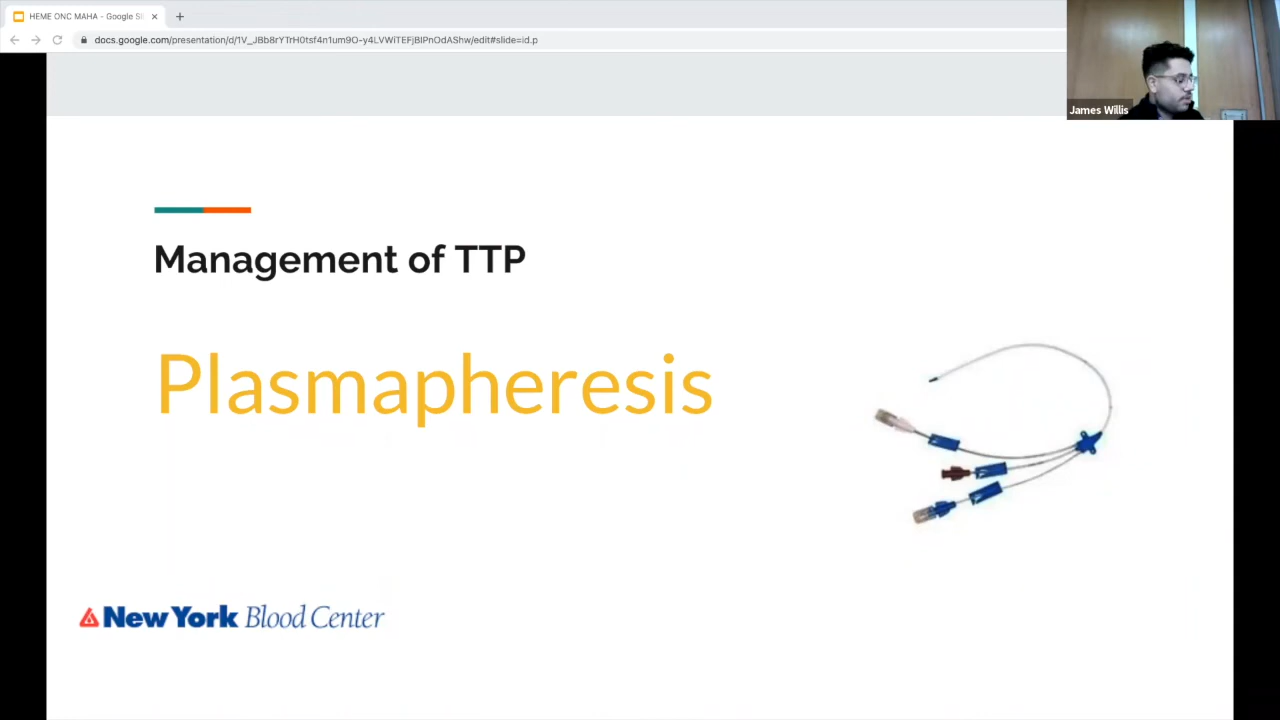 HEME ONC MAHA - Google Sl
docs.google.com/presentation/d/1V_JBb8rYTrH0tsf4n1um9O-y4LVWiTEFjBIPnOdAShw/edit#slide=id.p
James Willis
Management of TTP
Plasmapheresis
New York Blood Center